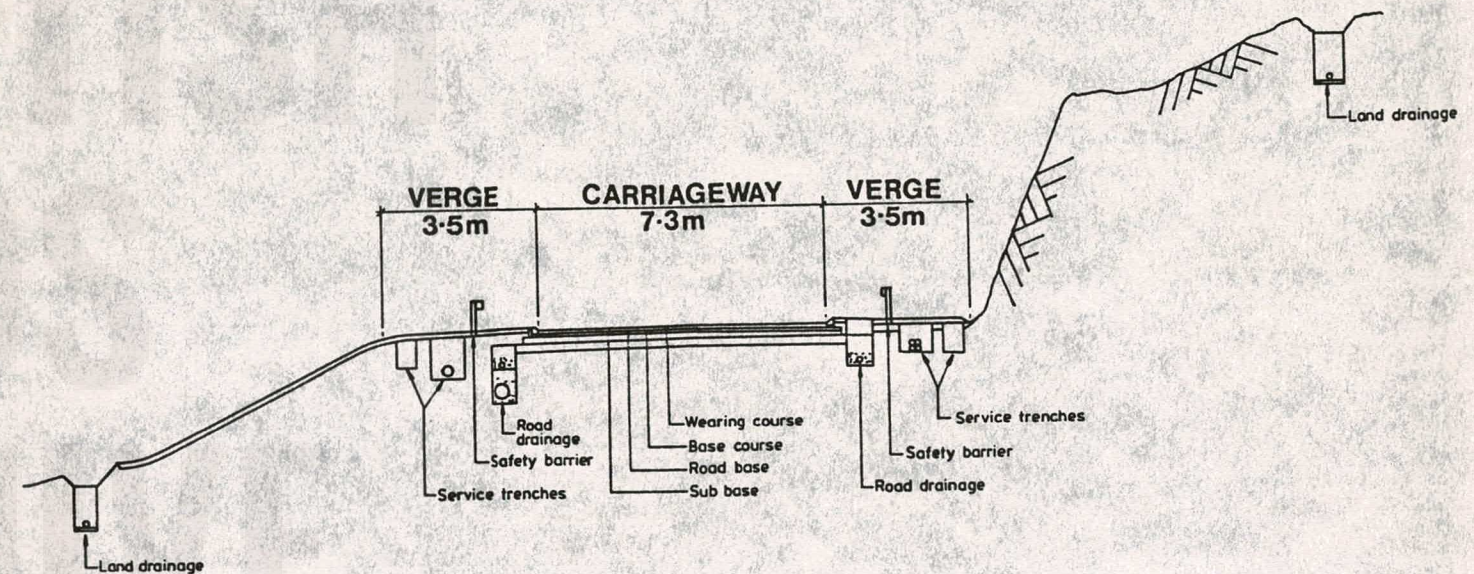 Land drainage
VERGE
CARRIAGEWAY
VERGE
3·5m
7·3m
3·5m
Wearing course
Base course
Road base
Sub base
Road
drainage
Safety barrier
Service trenches
Service trenches
Safety barrier
Road drainage
Land drainage